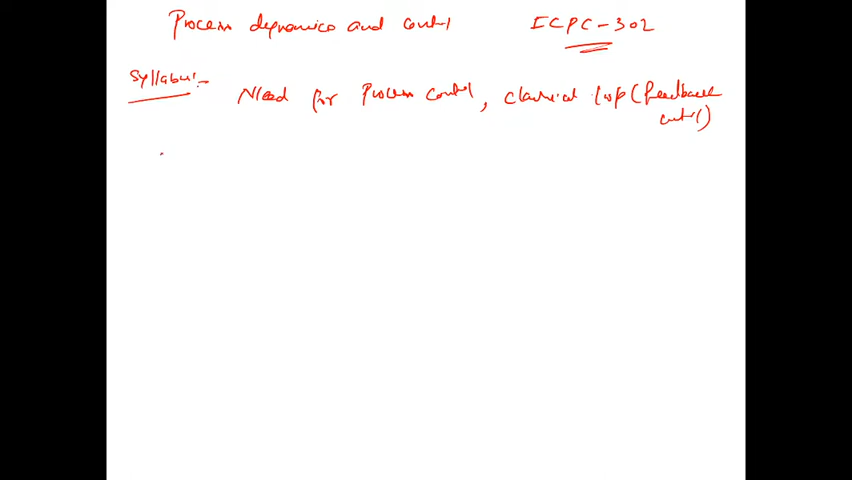 Process dynamics and control ICPC-302
Syllabus:-
Need for Process control, classical loop (feedback
control)